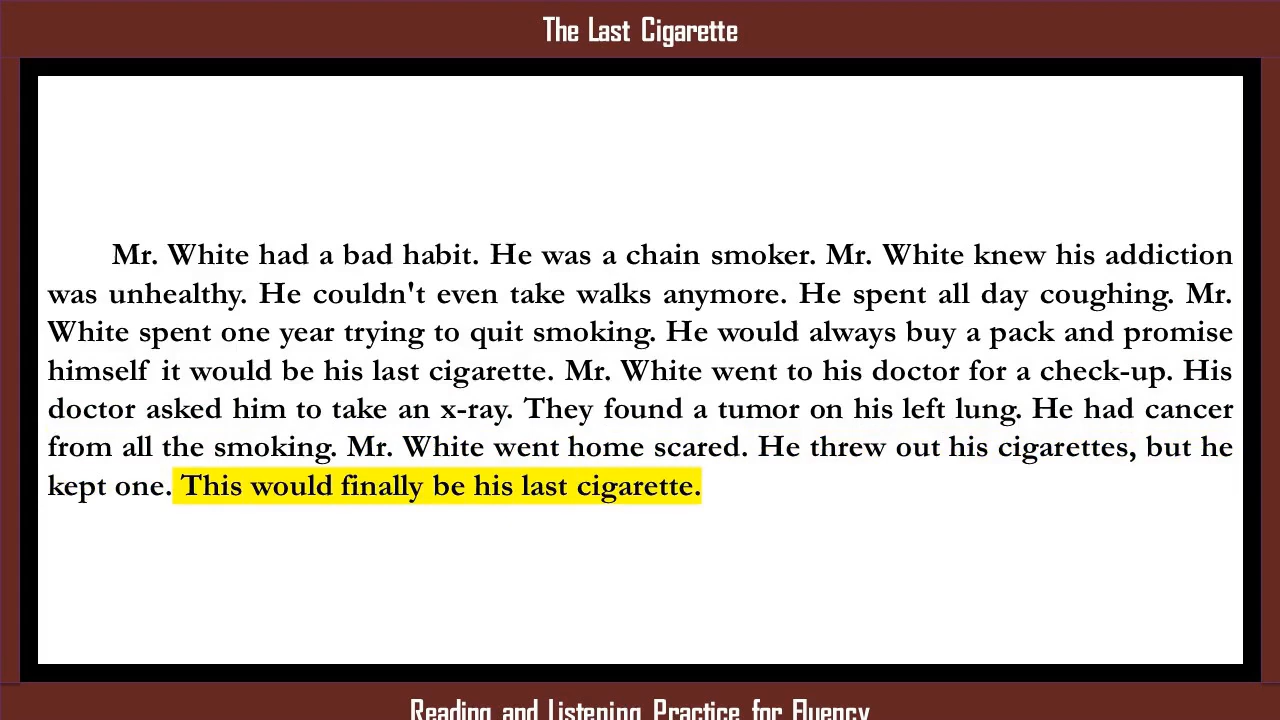 The Last Cigarette
Mr. White had a bad habit. He was a chain smoker. Mr. White knew his addiction
was unhealthy. He couldn't even take walks anymore. He spent all day coughing. Mr.
White spent one year trying to quit smoking. He would always buy a pack and promise
himself it would be his last cigarette. Mr. White went to his doctor for a check-up. His
doctor asked him to take an x-ray. They found a tumor on his left lung. He had cancer
from all the smoking. Mr. White went home scared. He threw out his cigarettes, but he
kept one. This would finally be his last cigarette.
Reading and Listening Practice for Fluency